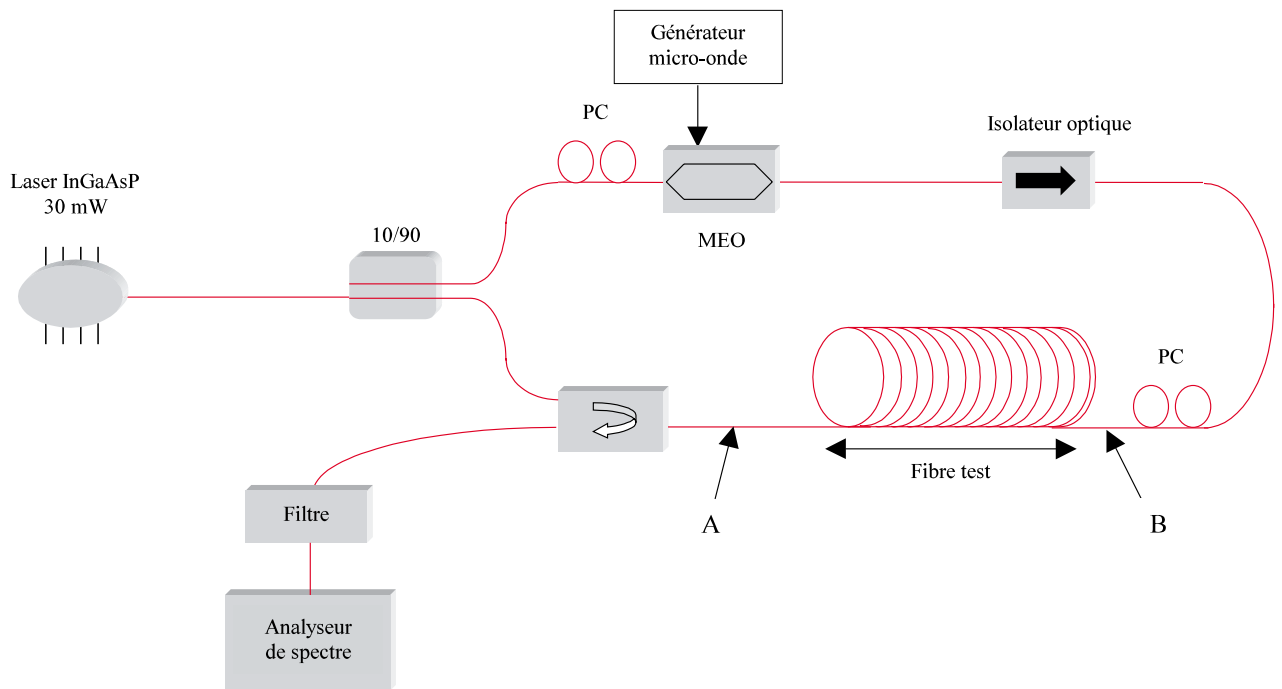 Générateur
micro-onde
PC
Isolateur optique
Laser InGaAsP
30 mW
10/90
MEO
PC
Fibre test
A
B
Filtre
Analyseur
de spectre